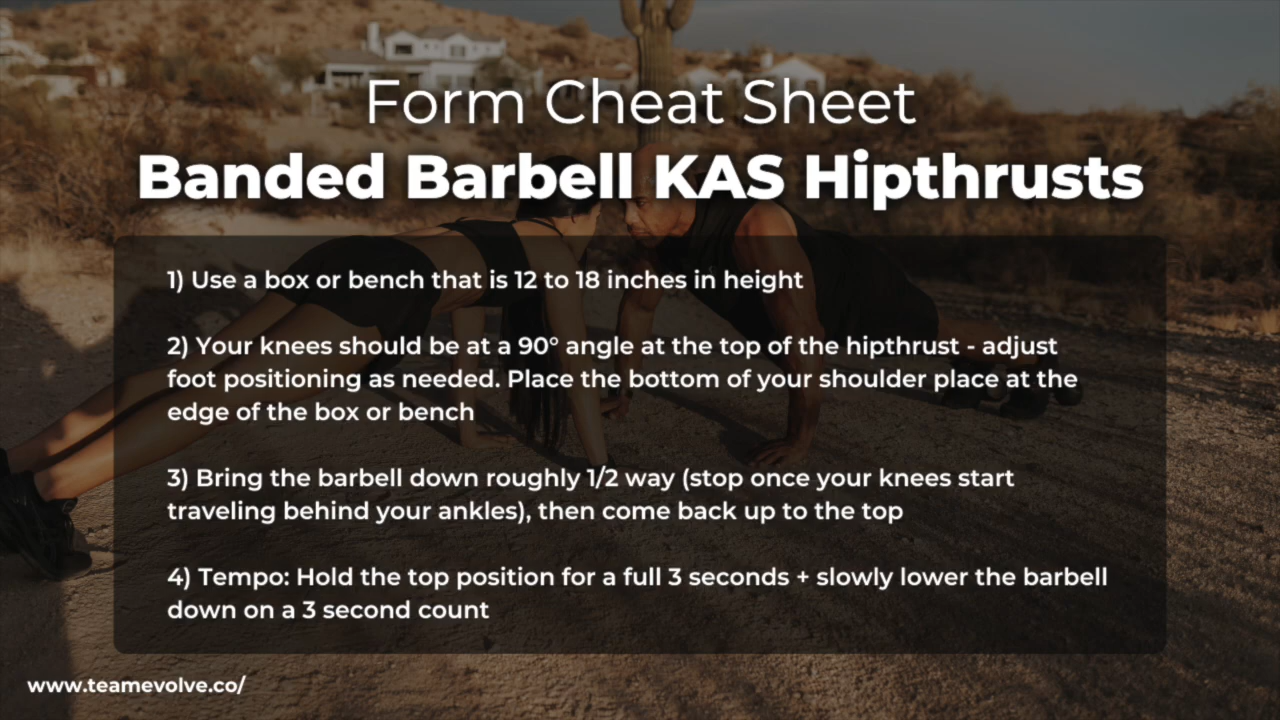 Form Cheat Sheet
Banded Barbell KAS Hipthrusts
1) Use a box or bench that is 12 to 18 inches in height
2) Your knees should be at a 90° angle at the top of the hipthrust - adjust
foot positioning as needed. Place the bottom of your shoulder place at the
edge of the box or bench
3) Bring the barbell down roughly 1/2 way (stop once your knees start
traveling behind your ankles), then come back up to the top
4) Tempo: Hold the top position for a full 3 seconds + slowly lower the barbell
down on a 3 second count
www.teamevolve.co/